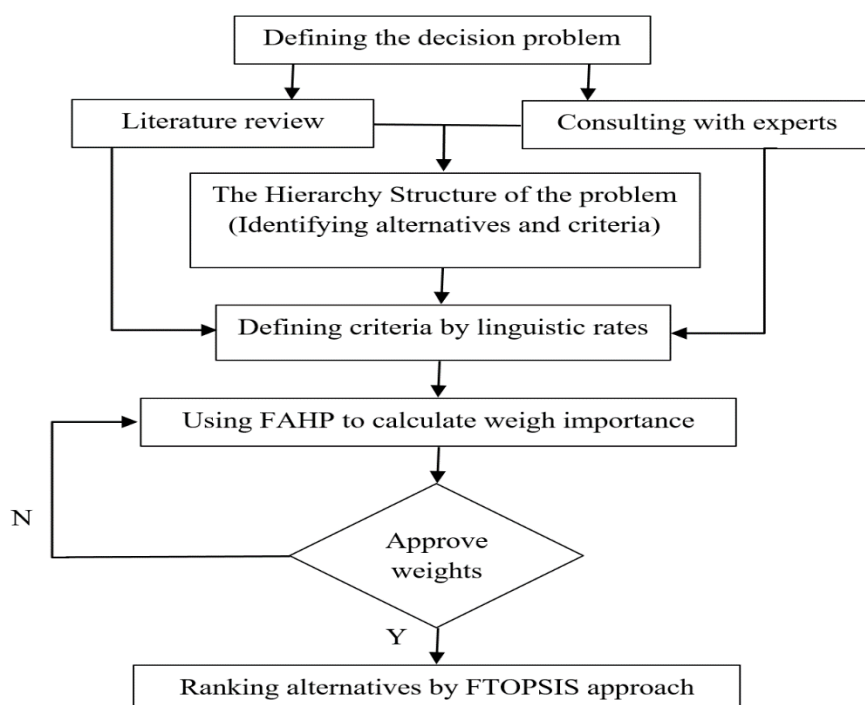 Defining the decision problem
Literature review
Consulting with experts
The Hierarchy Structure of the problem
(Identifying alternatives and criteria)
Defining criteria by linguistic rates
Using FAHP to calculate weigh importance
N
Approve
weights
Y
Ranking alternatives by FTOPSIS approach